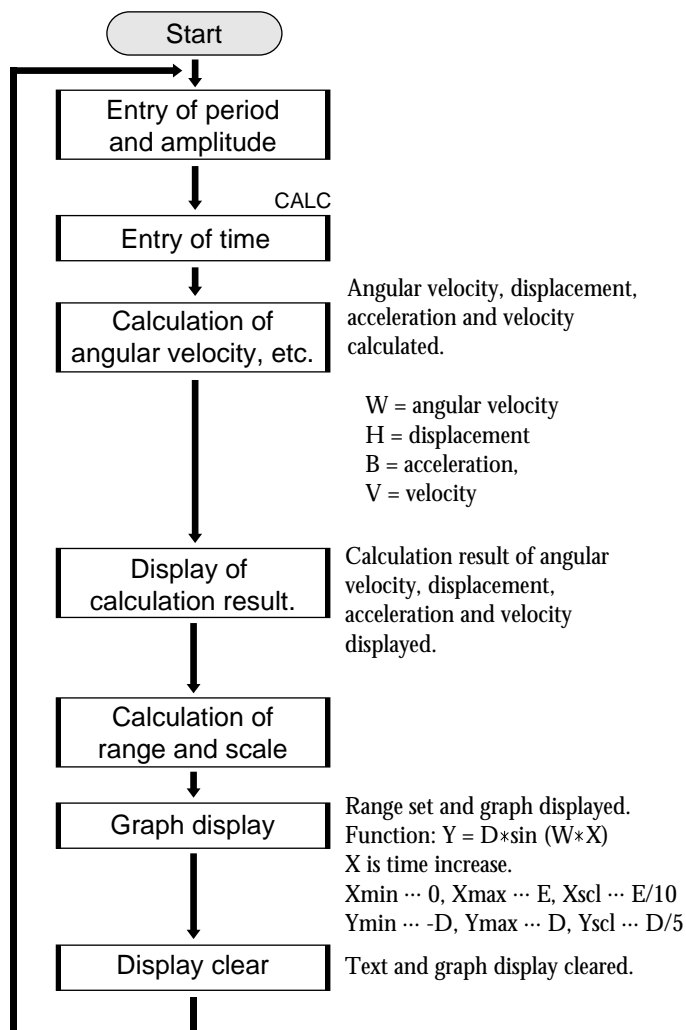 Start
Entry of period
and amplitude
CALC
Entry of time
Calculation of
angular velocity, etc.
Angular velocity, displacement,
acceleration and velocity
calculated.
W = angular velocity
H = displacement
B = acceleration,
V = velocity
Display of
calculation result.
Calculation result of angular
velocity, displacement,
acceleration and velocity
displayed.
Calculation of
range and scale
Graph display
Range set and graph displayed.
Function: Y = D*sin (W*X)
X is time increase.
Xmin ··· 0, Xmax ··· E, Xscl ··· E/10
Ymin ··· -D, Ymax ··· D, Yscl ··· D/5
Display clear
Text and graph display cleared.